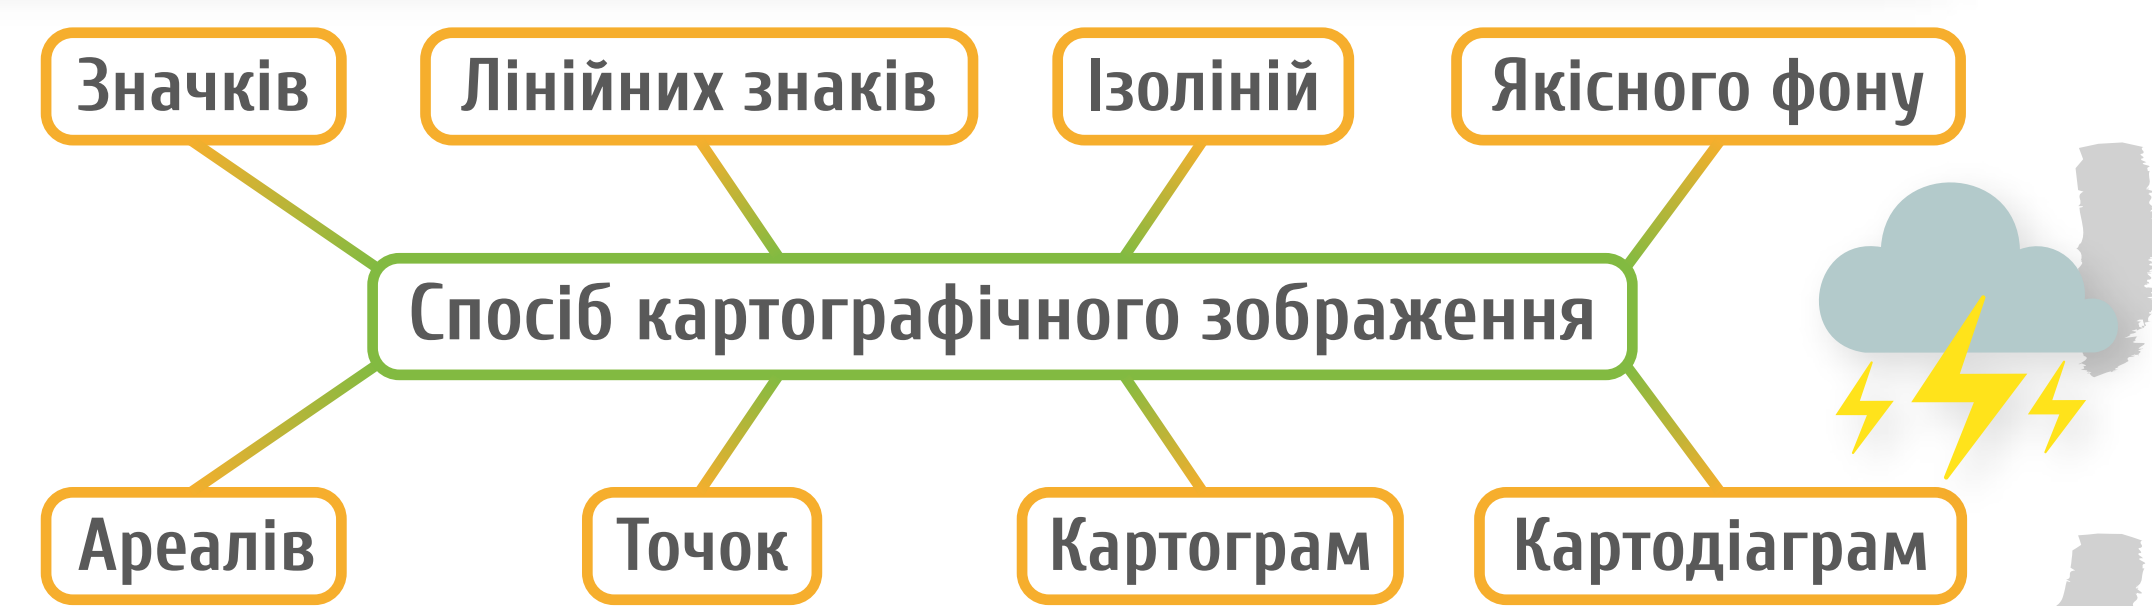 Значків
Лінійних знаків
Ізоліній
Якісного фону
Спосіб картографічного зображення
Ареалів
Точок
Картограм
Картодіаграм